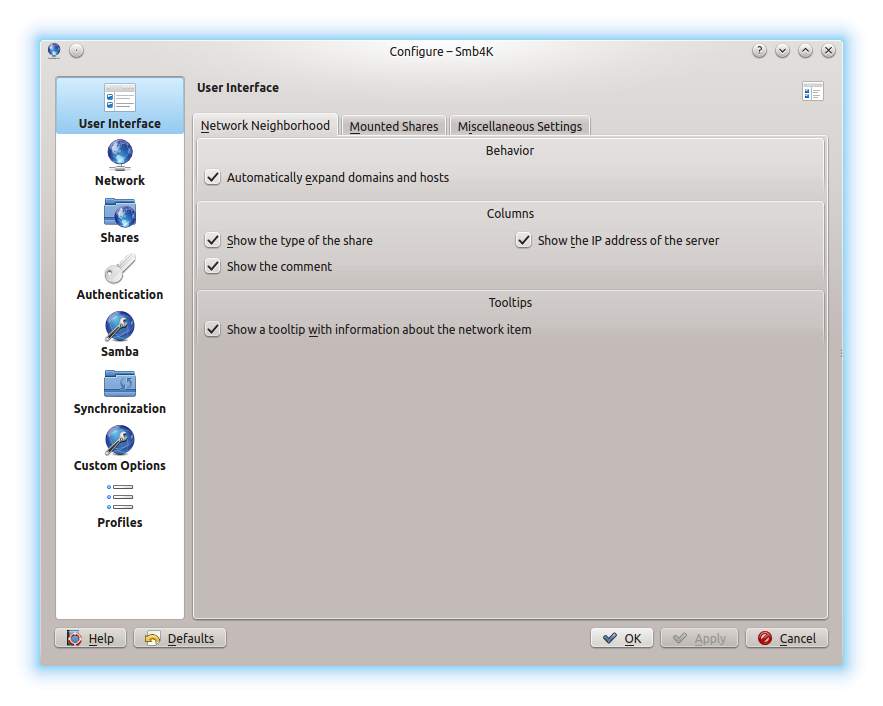 Configure – Smb4K
User Interface
Network
Shares
Authentication
Samba
Synchronization
Custom Options
Profiles
User Interface
Network Neighborhood
Mounted Shares
Miscellaneous Settings
Behavior
Automatically expand domains and hosts
Columns
Show the type of the share
Show the IP address of the server
Show the comment
Tooltips
Show a tooltip with information about the network item
Help
Defaults
OK
Apply
Cancel